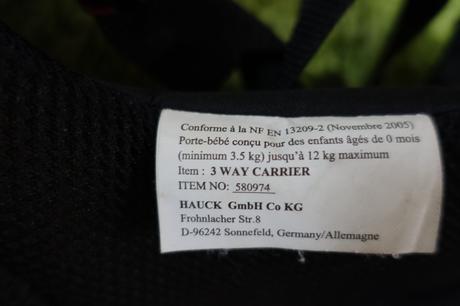 Conforme à la NF EN 13209-2 (Novembre 2005)
Porte-bébé conçu pour des enfants âgés de 0 mois
(minimum 3.5 kg) jusqu'à 12 kg maximum
Item : 3 WAY CARRIER
ITEM NO: 580974
HAUCK GmbH Co KG
Frohnlacher Str.8
D-96242 Sonnefeld, Germany/Allemagne